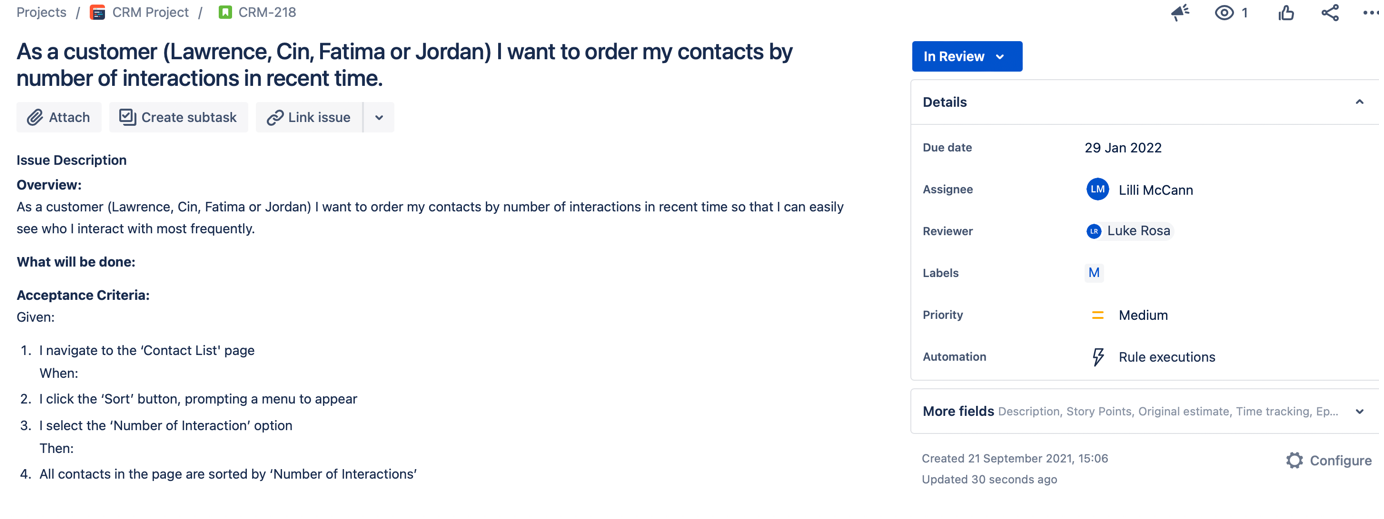 Projects / CRM Project / CRM-218
1
As a customer (Lawrence, Cin, Fatima or Jordan) I want to order my contacts by
number of interactions in recent time.
Attach
Create subtask
Link issue
Issue Description
Overview:
As a customer (Lawrence, Cin, Fatima or Jordan) I want to order my contacts by number of interactions in recent time so that I can easily
see who I interact with most frequently.
What will be done:
Acceptance Criteria:
Given:
1. I navigate to the ‘Contact List' page
When:
2. I click the ‘Sort’ button, prompting a menu to appear
3. I select the ‘Number of Interaction’ option
Then:
4. All contacts in the page are sorted by ‘Number of Interactions’
In Review
Details
Due date 29 Jan 2022
Assignee LM Lilli McCann
Reviewer LR Luke Rosa
Labels M
Priority Medium
Automation Rule executions
More fields Description, Story Points, Original estimate, Time tracking, Ep...
Created 21 September 2021, 15:06
Updated 30 seconds ago
Configure